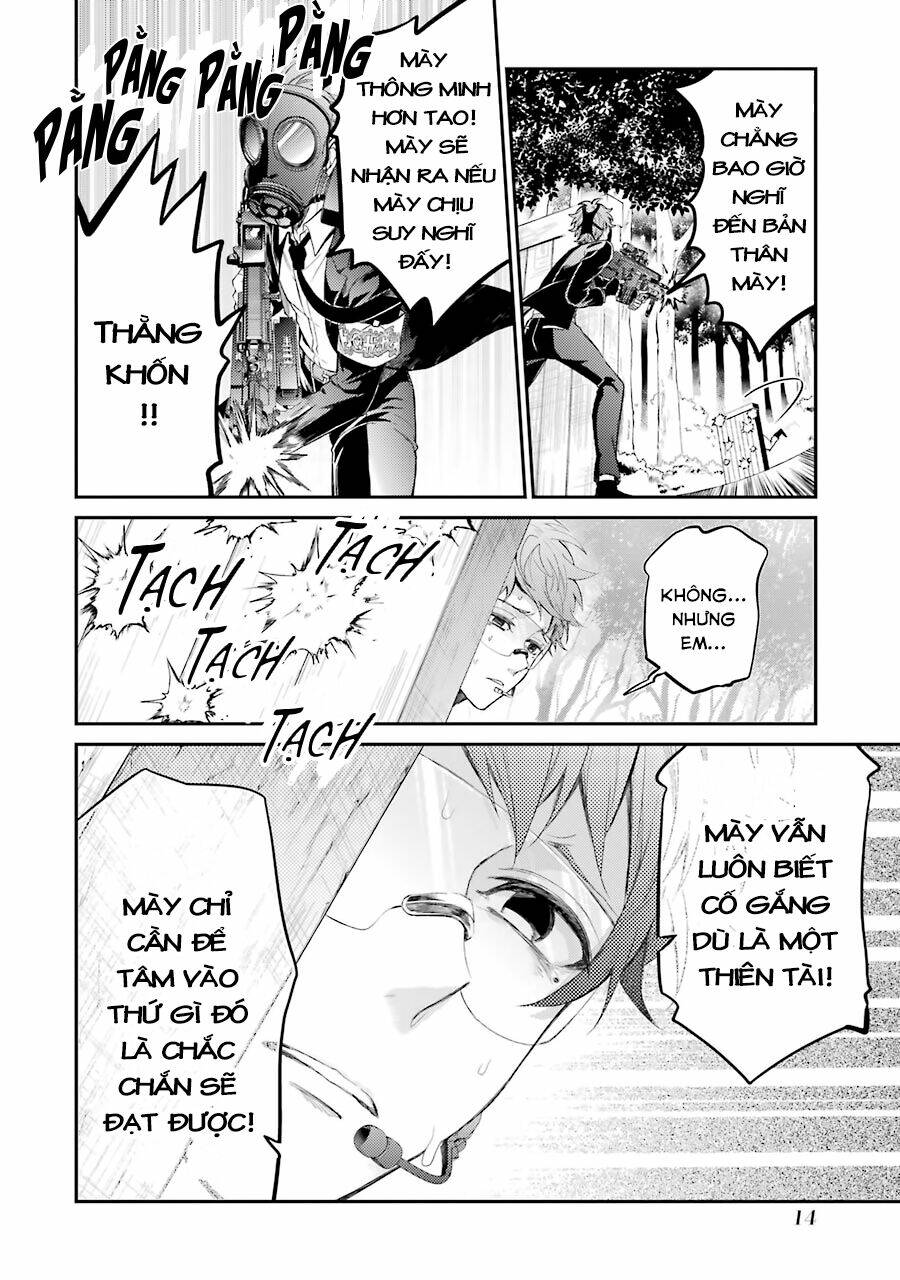 MÀY
CHẲNG
BAO GIỜ
NGHĨ
ĐẾN BẢN
THÂN
MÀY!
MÀY
THÔNG MINH
HƠN TAO!
MÀY SẼ
NHẬN RA NẾU
MÀY CHỊU
SUY NGHĨ
ĐẤY!
PẰNG
PẰNG
PẰNG
PẰNG
PẰNG
THẰNG
KHỐN
!!
KHÔNG...
NHƯNG
EM...
TẠCH
TẠCH
TẠCH
TẠCH
MÀY VẪN
LUÔN BIẾT
CỐ GẮNG
DÙ LÀ MỘT
THIÊN TÀI!
MÀY CHỈ
CẦN ĐỂ
TÂM VÀO
THỨ GÌ ĐÓ
LÀ CHẮC
CHẮN SẼ
ĐẠT ĐƯỢC!
14